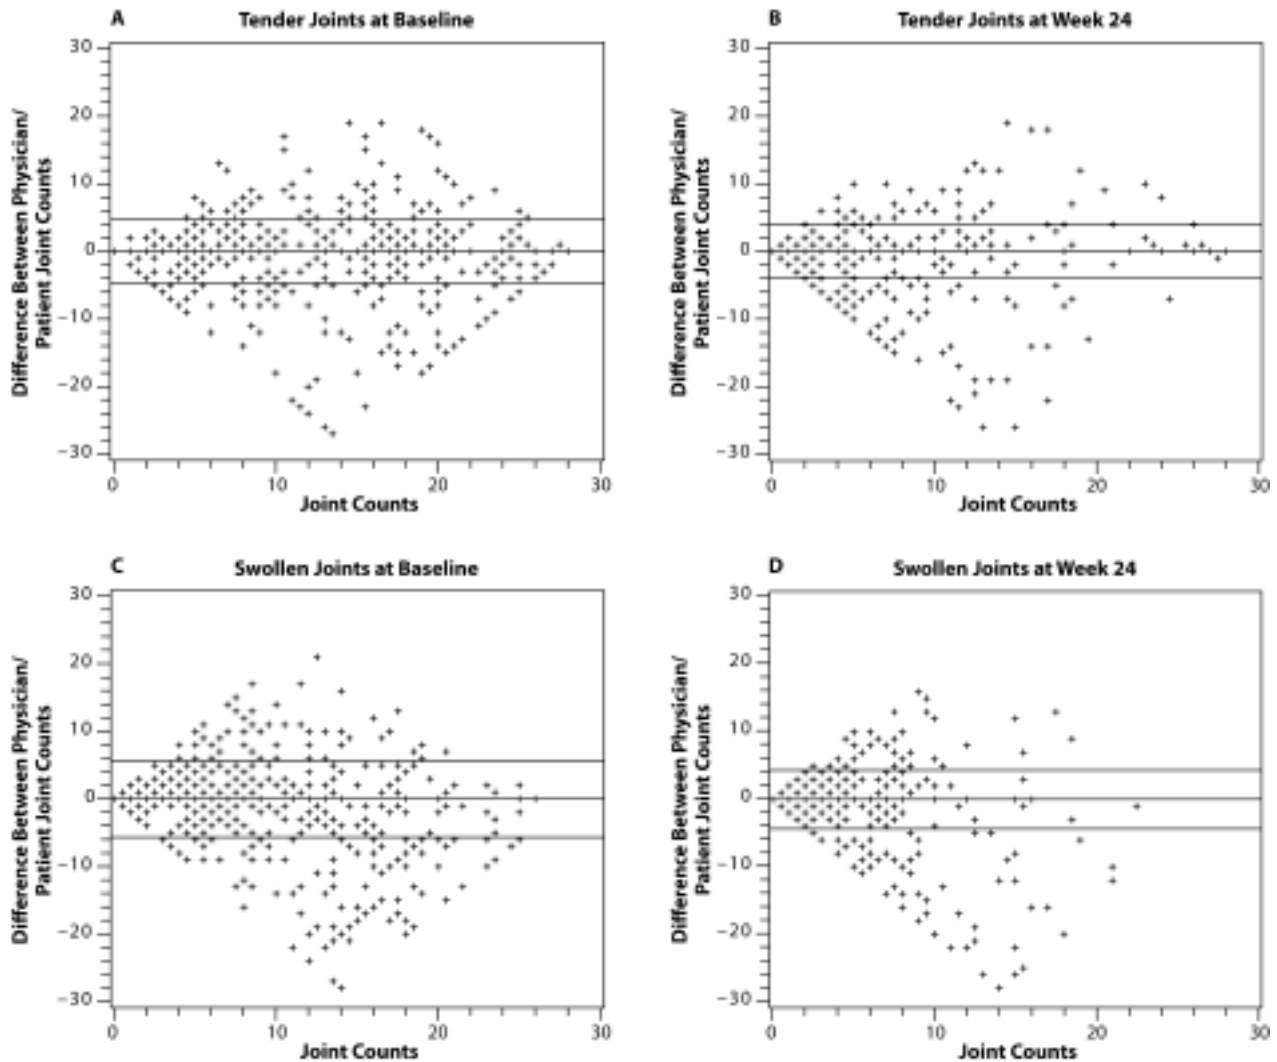 A Tender Joints at Baseline
Difference Between Physician/
Patient Joint Counts
30
20
10
0
−10
−20
−30
0 10 20 30
Joint Counts
B Tender Joints at Week 24
Difference Between Physician/
Patient Joint Counts
30
20
10
0
−10
−20
−30
0 10 20 30
Joint Counts
C Swollen Joints at Baseline
Difference Between Physician/
Patient Joint Counts
30
20
10
0
−10
−20
−30
0 10 20 30
Joint Counts
D Swollen Joints at Week 24
Difference Between Physician/
Patient Joint Counts
30
20
10
0
−10
−20
−30
0 10 20 30
Joint Counts